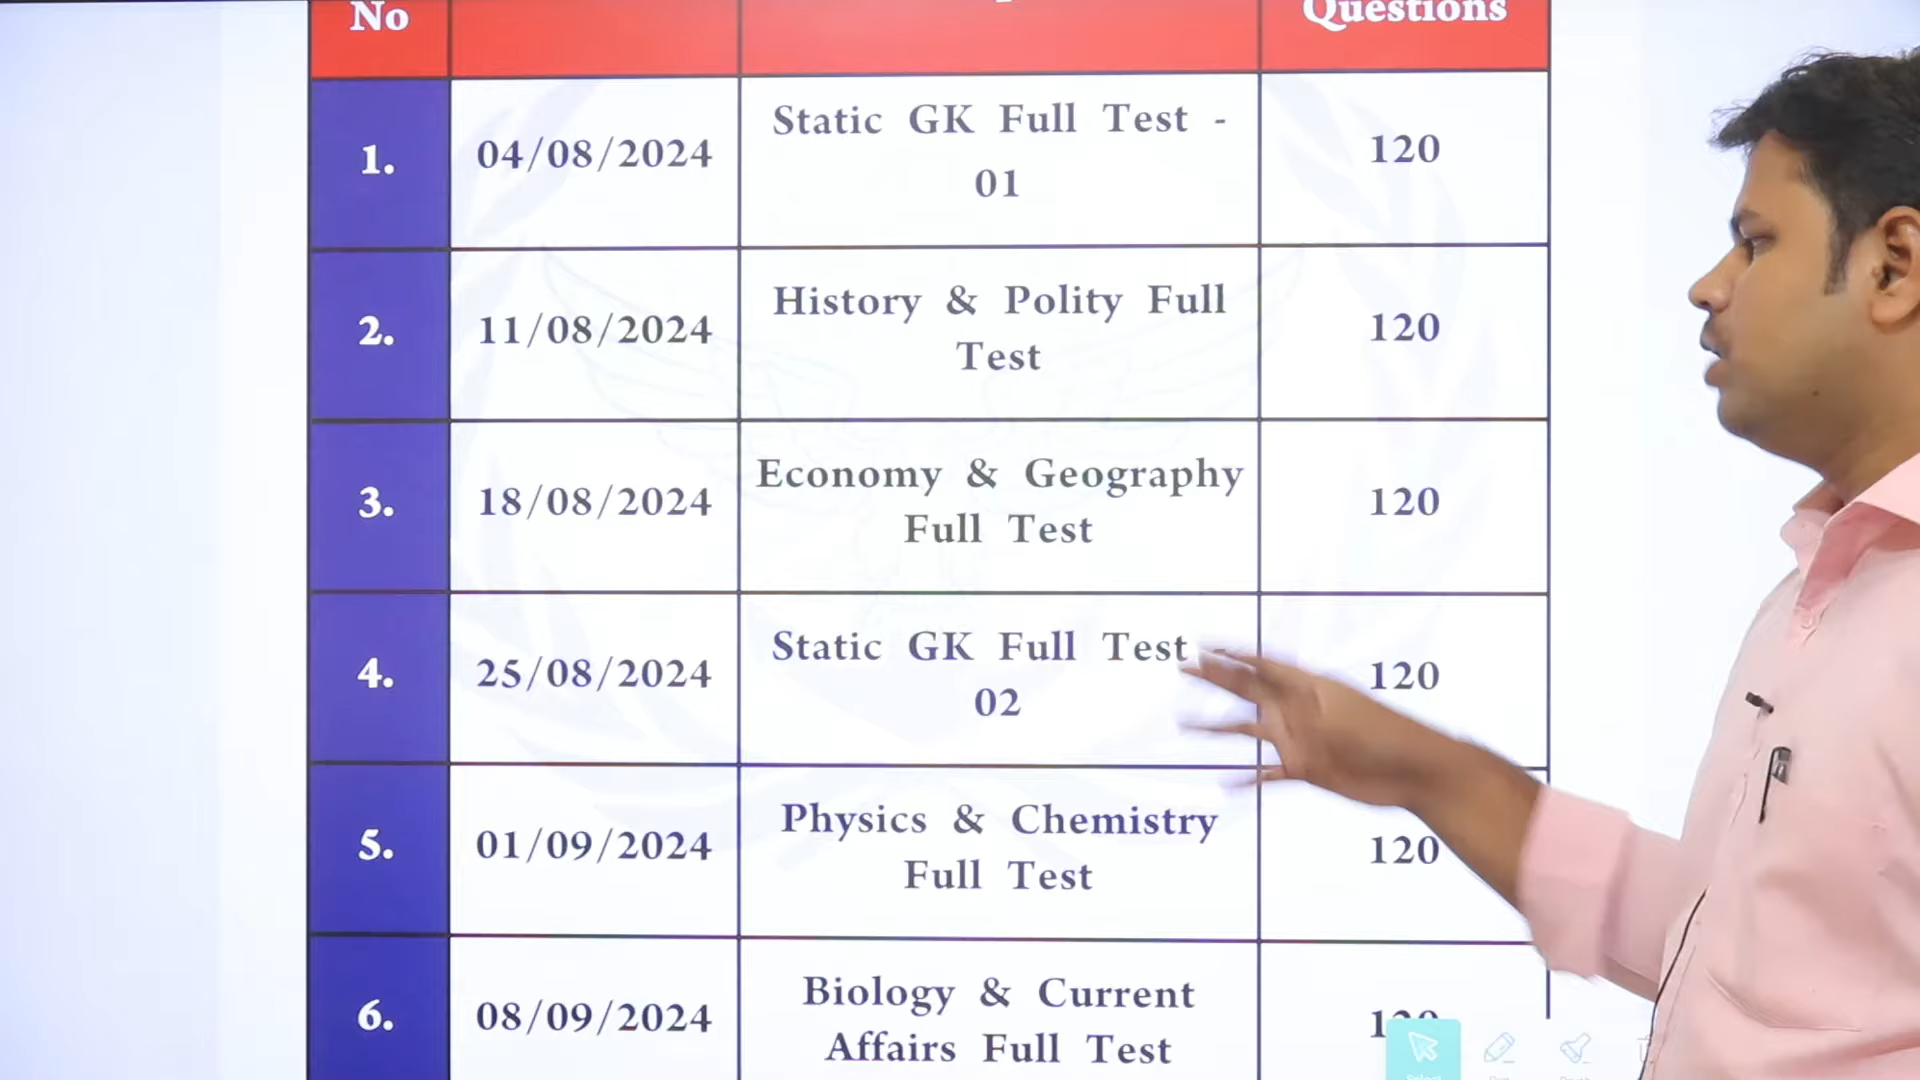 No
Questions
1.
04/08/2024
Static GK Full Test -
01
120
2.
11/08/2024
History & Polity Full
Test
120
3.
18/08/2024
Economy & Geography
Full Test
120
4.
25/08/2024
Static GK Full Test -
02
120
5.
01/09/2024
Physics & Chemistry
Full Test
120
6.
08/09/2024
Biology & Current
Affairs Full Test